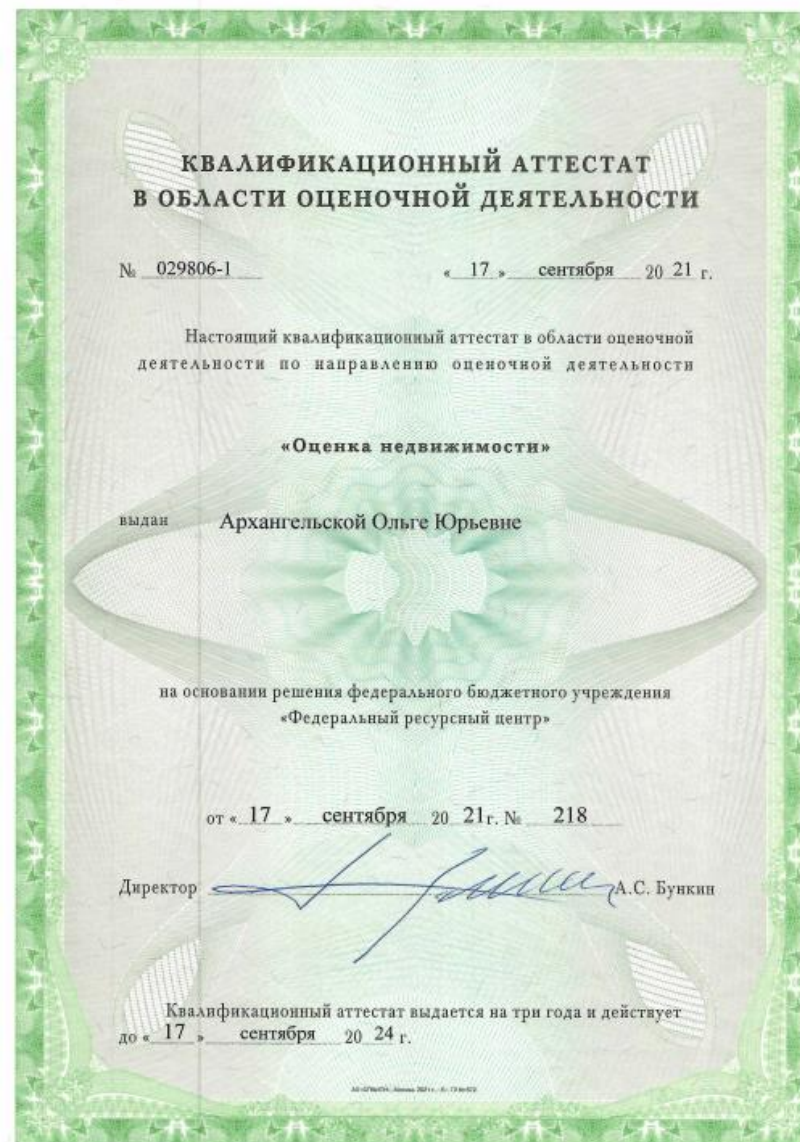 КВАЛИФИКАЦИОННЫЙ АТТЕСТАТ
В ОБЛАСТИ ОЦЕНОЧНОЙ ДЕЯТЕЛЬНОСТИ
№ 029806-1 « 17 » сентября 20 21 г.
Настоящий квалификационный аттестат в области оценочной
деятельности по направлению оценочной деятельности
«Оценка недвижимости»
выдан Архангельской Ольге Юрьевне
на основании решения федерального бюджетного учреждения
«Федеральный ресурсный центр»
от « 17 » сентября 20 21 г. № 218
Директор А.С. Бункин
Квалификационный аттестат выдается на три года и действует
до « 17 » сентября 20 24 г.